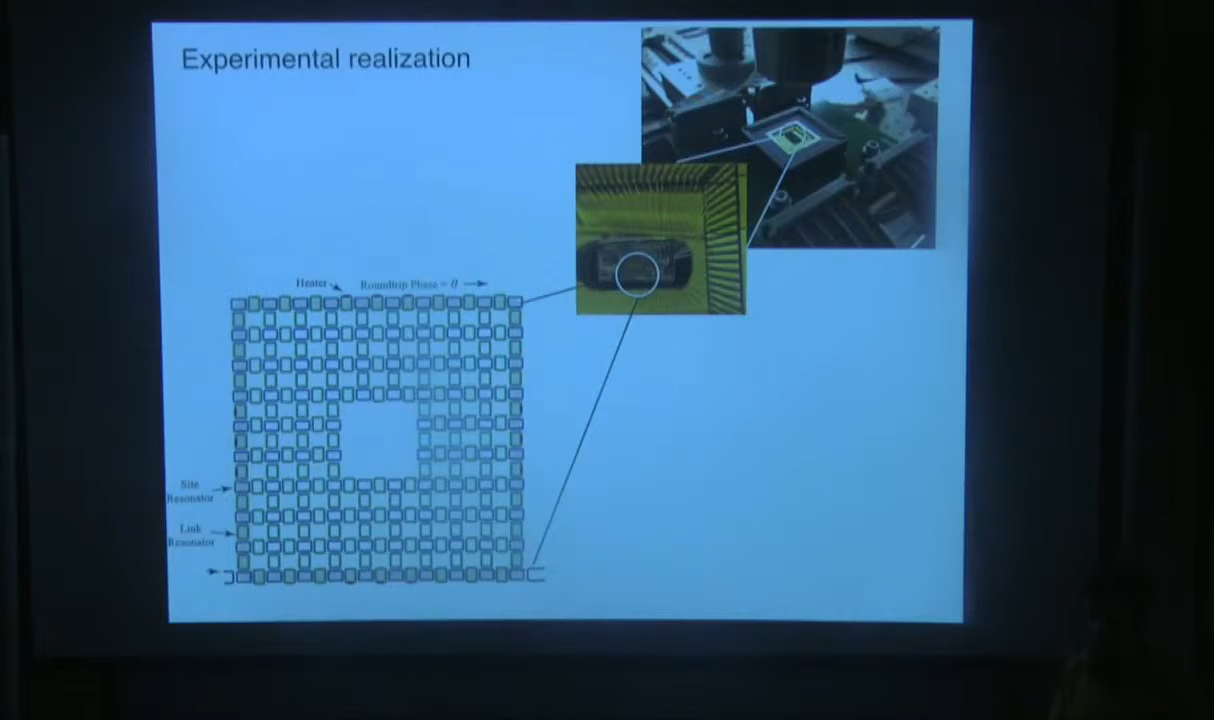 Experimental realization
Heater
Roundtrip Phase = θ
Site
Resonator
Link
Resonator